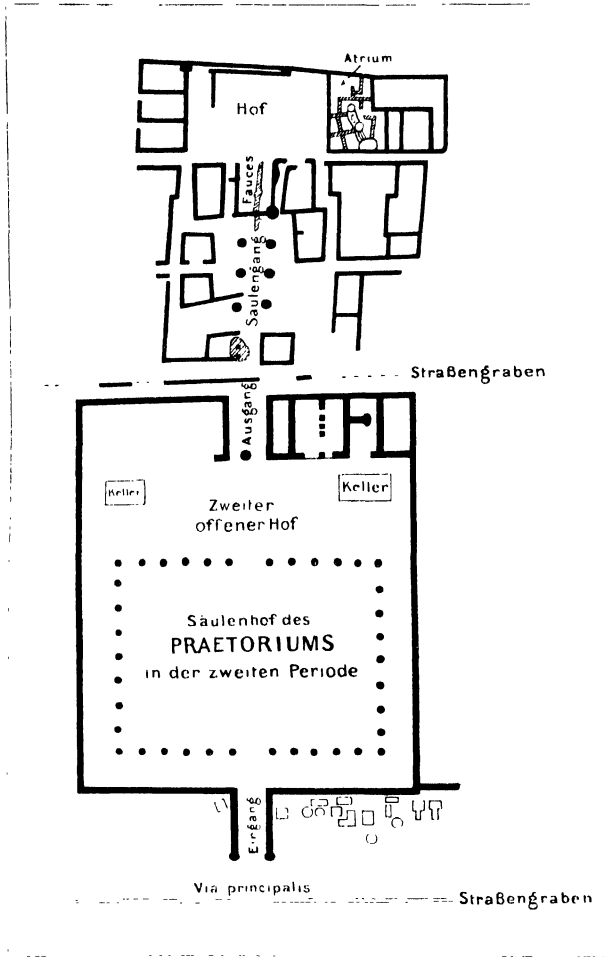 Atrium
Hof
Fauces
Saulengang
Straßengraben
Ausgang
Keller
Keller
Zweiter
offener Hof
Säulenhof des
PRAETORIUMS
in der zweiten Periode
Eingang
Via principalis
Straßengraben